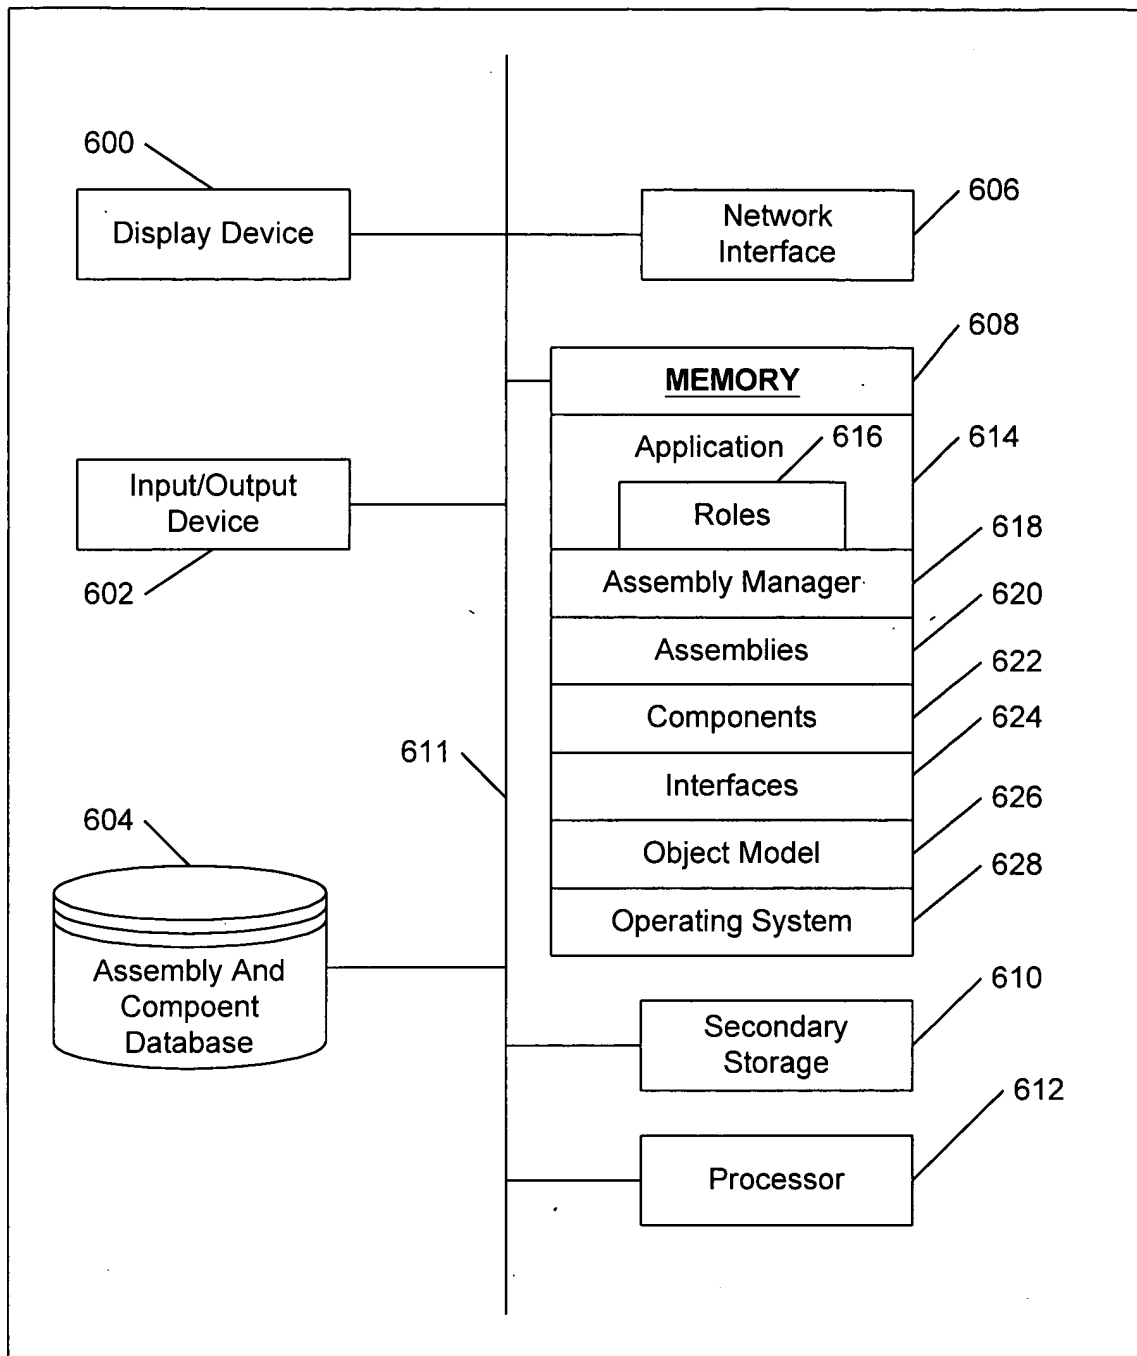 600
Display Device
606
Network
Interface
608
MEMORY
Application
616
614
Roles
Input/Output
Device
602
618
Assembly Manager
620
Assemblies
622
Components
624
Interfaces
611
626
Object Model
628
Operating System
604
Assembly And
Compoent
Database
610
Secondary
Storage
612
Processor